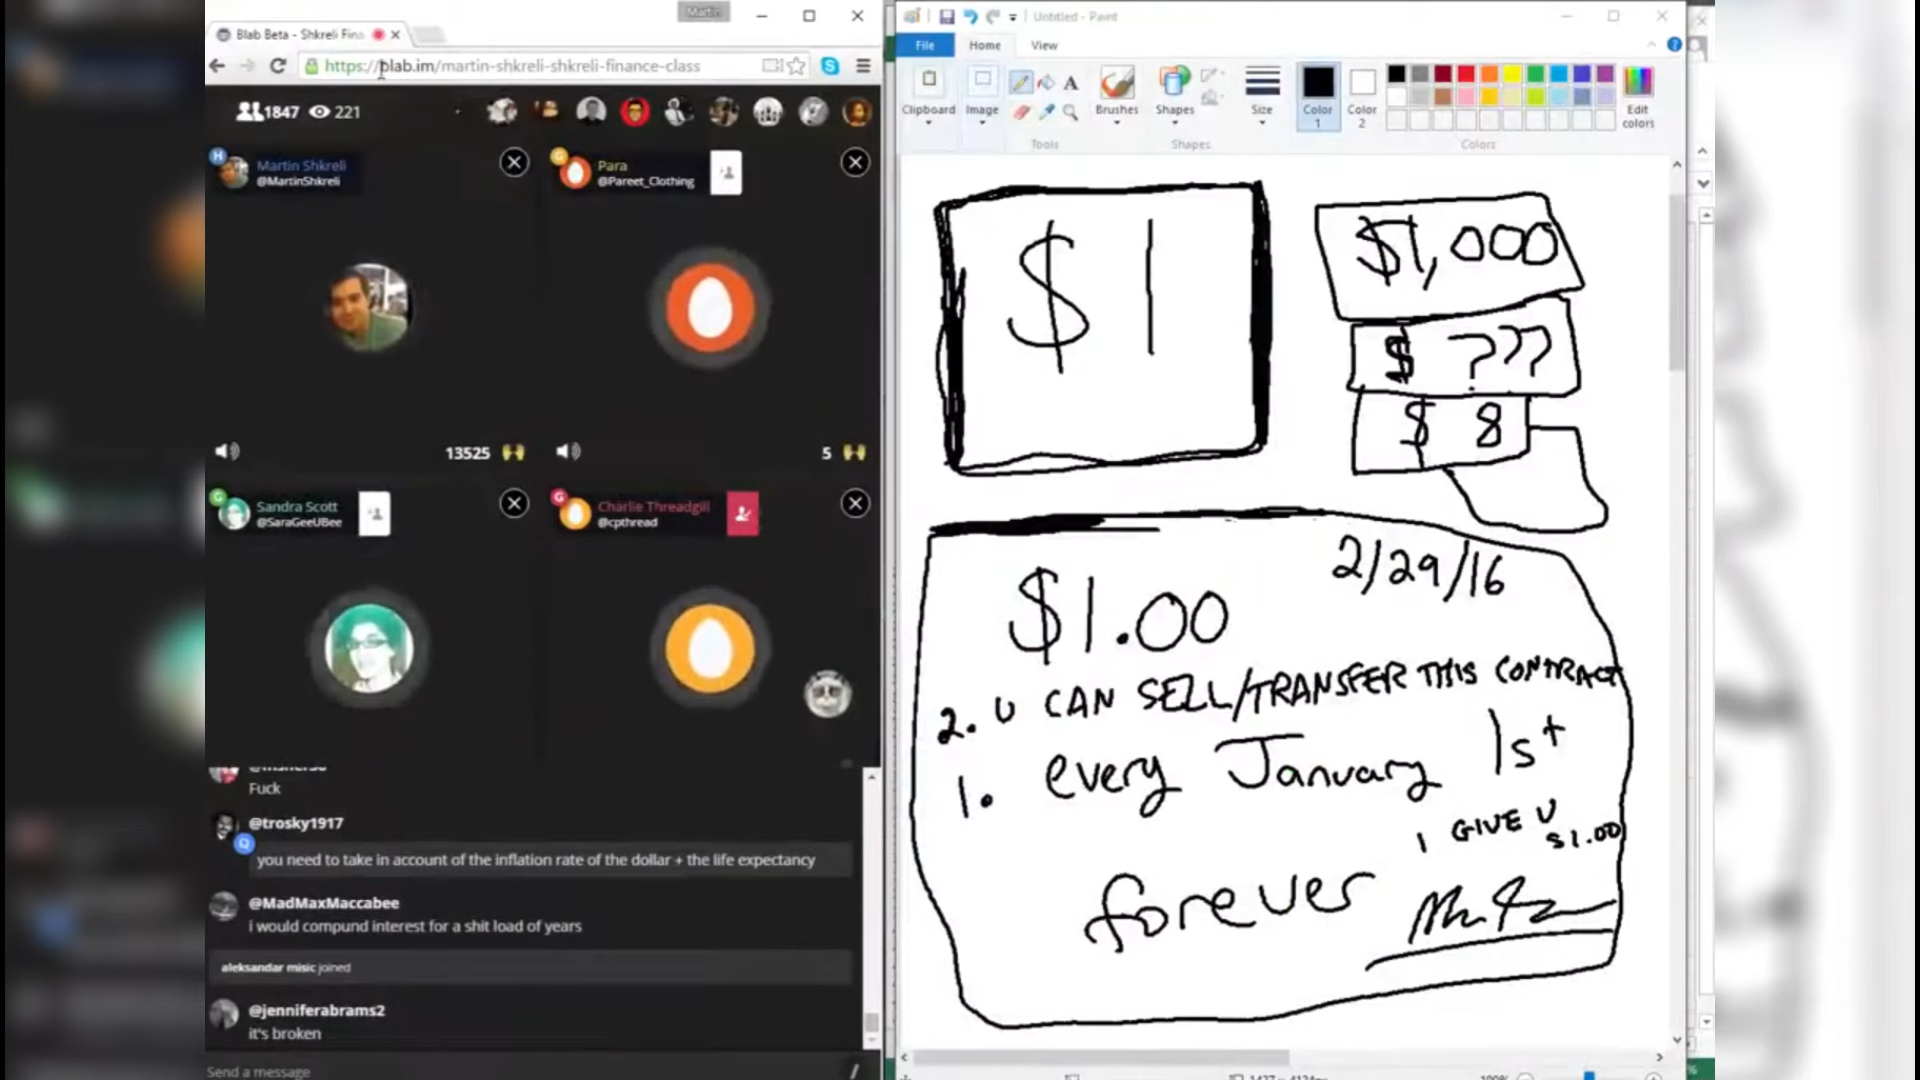 Martin
Blab Beta - Shkreli Fina
https://blab.im/martin-shkreli-shkreli-finance-class
1847 221
H Martin Shkreli
@MartinShkreli
G Para
@Pareet_Clothing
13525
5
G Sandra Scott
@SaraGeeUBee
G Charlie Threadgill
@cpthread
Fuck
@trosky1917
Q
you need to take in account of the inflation rate of the dollar + the life expectancy
@MadMaxMaccabee
i would compund interest for a shit load of years
aleksandar misic joined
@jenniferabrams2
it's broken
Send a message /
Untitled - Paint
File Home View
Clipboard Image Brushes Shapes Size Color 1 Color 2 Edit colors
Tools Shapes Colors
$ 1
$1,000
$ ???
$ 8
$1.00 2/29/16
2. U CAN SELL/TRANSFER THIS CONTRACT
1. every January 1st
I GIVE U
$1.00
forever
100%